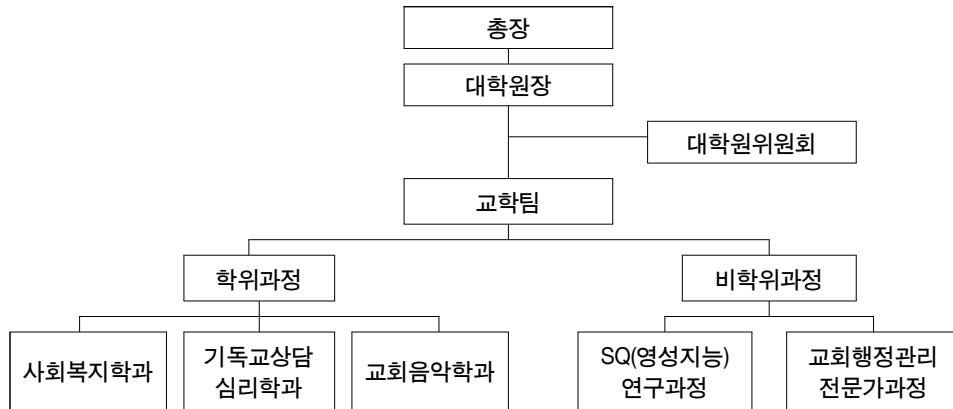 총장
대학원장
대학원위원회
교학팀
학위과정
비학위과정
사회복지학과
기독교상담
심리학과
교회음악학과
SQ(영성지능)
연구과정
교회행정관리
전문가과정